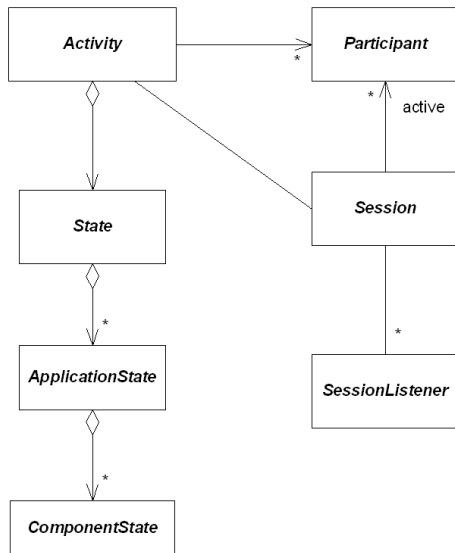 Activity
Participant
*
*
active
State
Session
*
*
ApplicationState
SessionListener
*
ComponentState